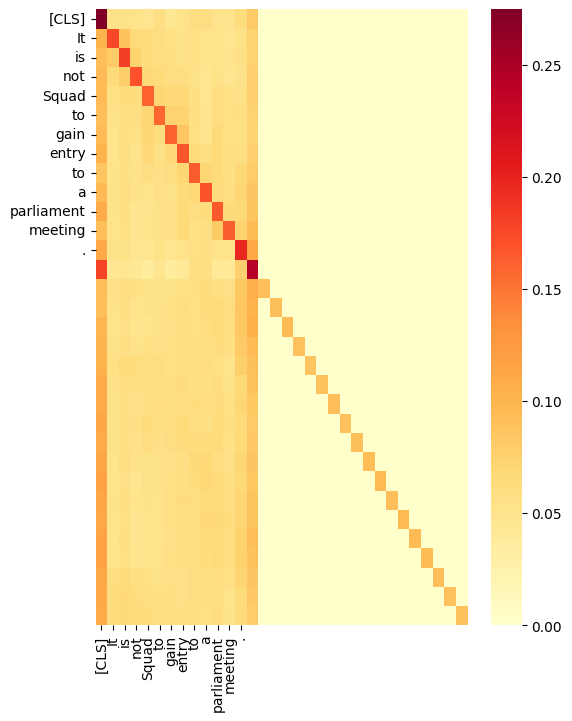 [CLS]
It
is
not
Squad
to
gain
entry
to
a
parliament
meeting
.
0.25
0.20
0.15
0.10
0.05
0.00
[CLS]
It
is
not
Squad
to
gain
entry
to
a
parliament
meeting
.